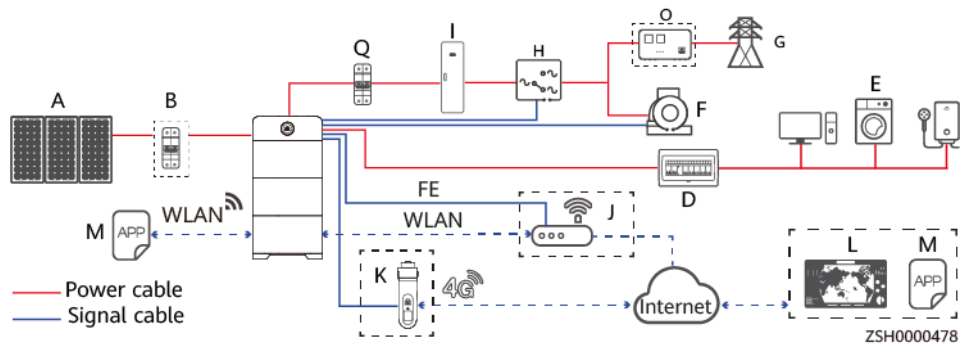 O
Q
I
H
G
A
B
E
F
D
FE
J
WLAN
WLAN
M
APP
K
4G
L
M
APP
Internet
Power cable
Signal cable
ZSH0000478